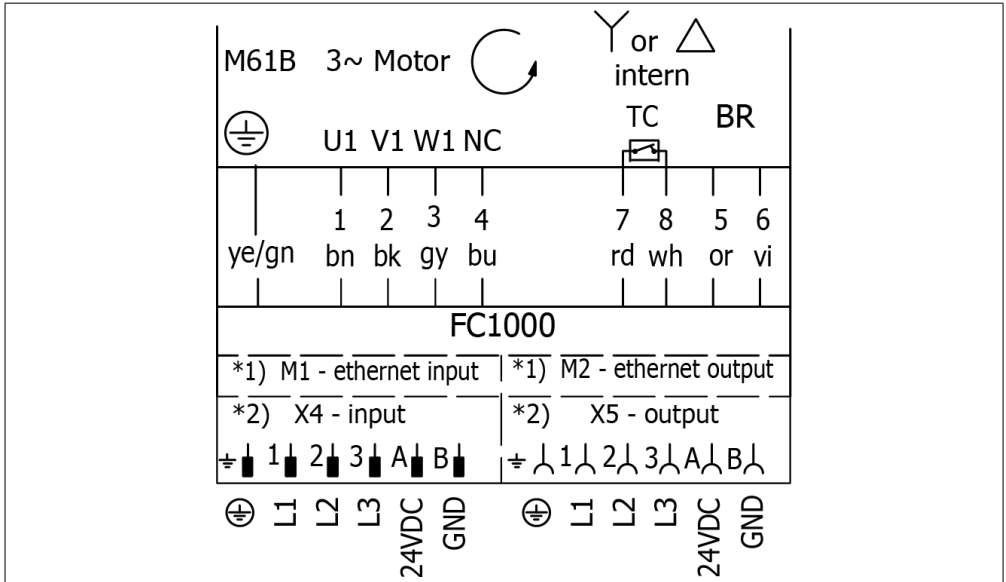 M61B 3~ Motor or
intern
TC BR
U1 V1 W1 NC
1 2 3 4 7 8 5 6
ye/gn bn bk gy bu rd wh or vi
FC1000
*1) M1 - ethernet input *1) M2 - ethernet output
*2) X4 - input *2) X5 - output
1 2 3 A B 1 2 3 A B
L1 L2 L3 24VDC GND L1 L2 L3 24VDC GND